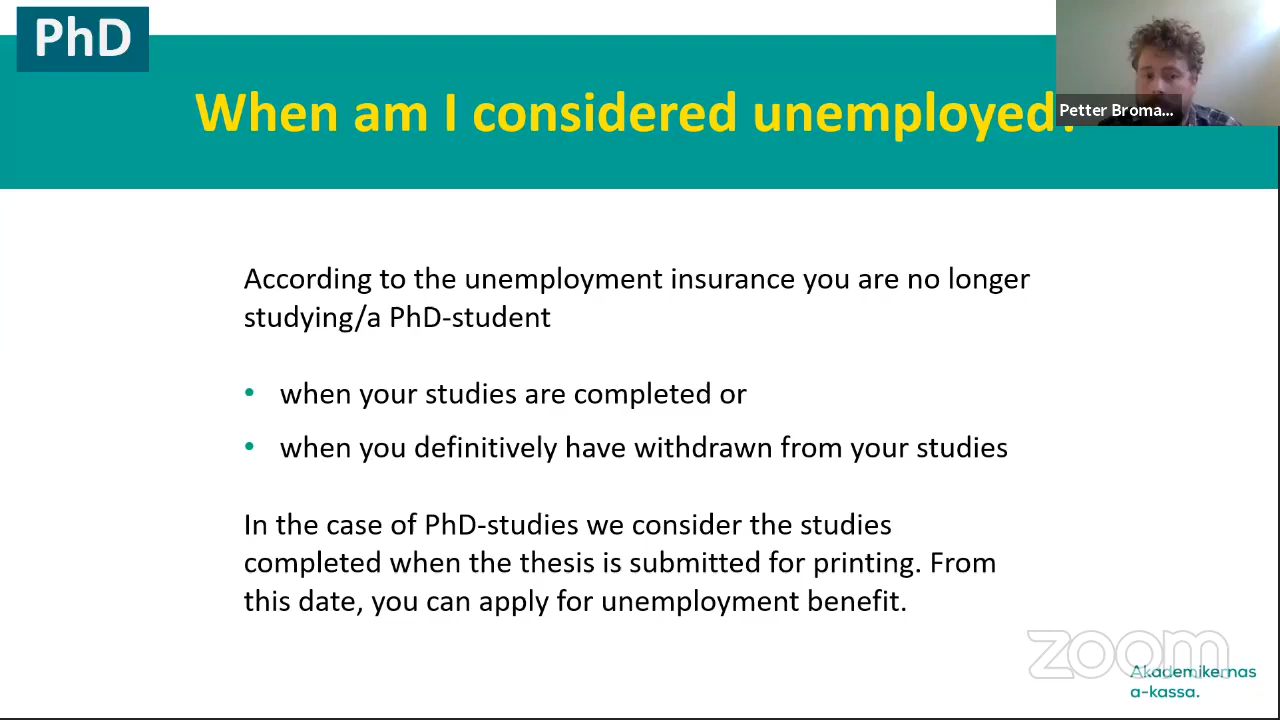 PhD
When am I considered unemployed?
Petter Broma...
According to the unemployment insurance you are no longer
studying/a PhD-student
• when your studies are completed or
• when you definitively have withdrawn from your studies
In the case of PhD-studies we consider the studies
completed when the thesis is submitted for printing. From
this date, you can apply for unemployment benefit.
zoom
Akademikernas
a-kassa.